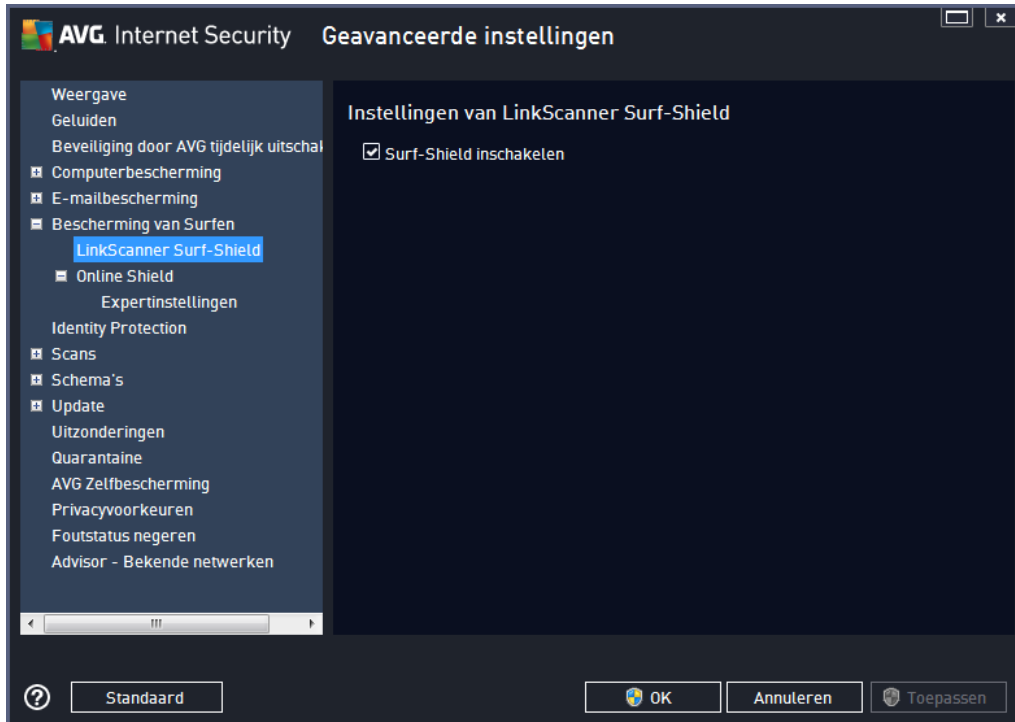 AVG. Internet Security Geavanceerde instellingen
Weergave
Geluiden
Beveiliging door AVG tijdelijk uitschak
Computerbescherming
E-mailbescherming
Bescherming van Surfen
LinkScanner Surf-Shield
Online Shield
Expertinstellingen
Identity Protection
Scans
Schema's
Update
Uitzonderingen
Quarantaine
AVG Zelfbescherming
Privacyvoorkeuren
Foutstatus negeren
Advisor - Bekende netwerken
Instellingen van LinkScanner Surf-Shield
Surf-Shield inschakelen
? Standaard OK Annuleren Toepassen